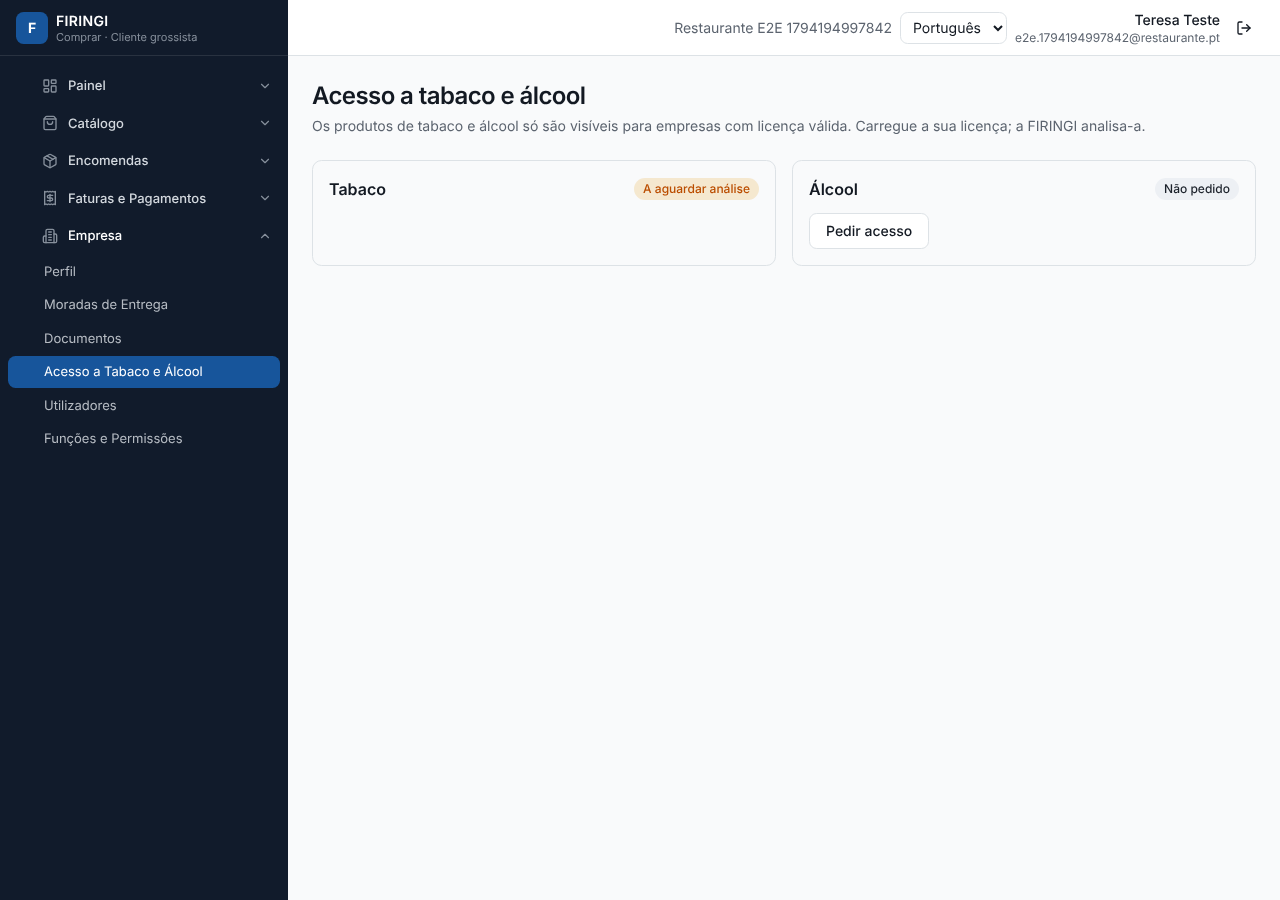 F
FIRINGI
Comprar · Cliente grossista
Restaurante E2E 1794194997842
Português
Teresa Teste
e2e.1794194997842@restaurante.pt
Painel
Catálogo
Encomendas
Faturas e Pagamentos
Empresa
Perfil
Moradas de Entrega
Documentos
Acesso a Tabaco e Álcool
Utilizadores
Funções e Permissões
Acesso a tabaco e álcool
Os produtos de tabaco e álcool só são visíveis para empresas com licença válida. Carregue a sua licença; a FIRINGI analisa-a.
Tabaco
A aguardar análise
Álcool
Não pedido
Pedir acesso